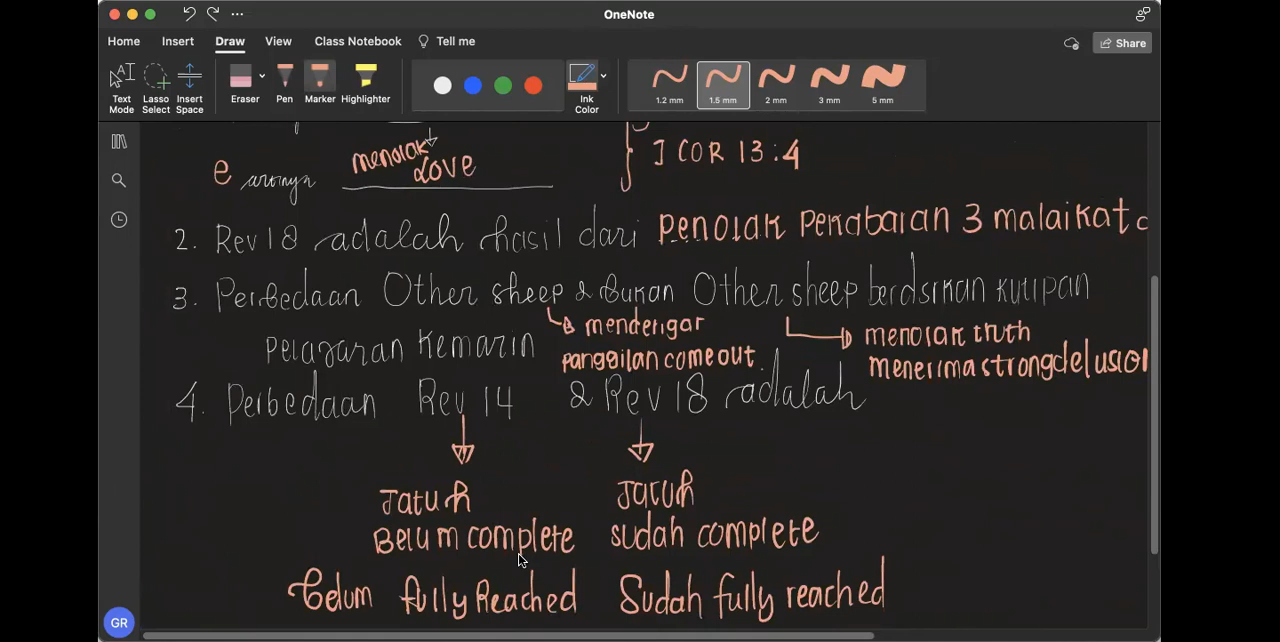 OneNote
Home Insert Draw View Class Notebook Tell me
Share
Text Mode
Lasso Select
Insert Space
Eraser
Pen
Marker
Highlighter
Ink Color
1.2 mm
1.5 mm
2 mm
3 mm
5 mm
menolak
LOVE
I COR 13:4
e artinya
2. Rev 18 adalah hasil dari penolak pekabaran 3 malaikat
3. Perbedaan Other sheep & Bukan Other sheep berdsrkan kutipan
mendengar
menolak truth
pelajaran kemarin
panggilan come out
menerima strong delusion
4. Perbedaan Rev 14 & Rev 18 adalah
Jatuh
Jatuh
Belum complete
sudah complete
Belum fully Reached
Sudah fully reached
GR